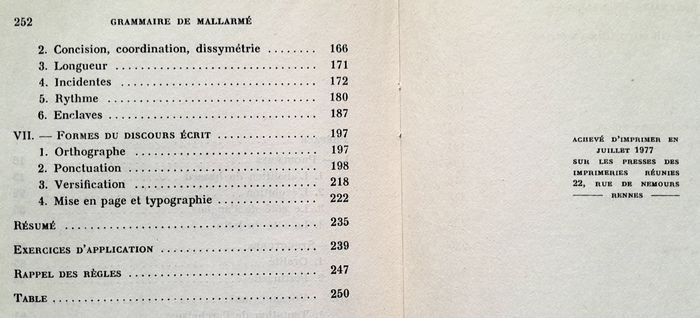 252 GRAMMAIRE DE MALLARMÉ
2. Concision, coordination, dissymétrie ........ 166
3. Longueur .............................. 171
4. Incidentes ............................. 172
5. Rythme ................................ 180
6. Enclaves ............................... 187
VII. — FORMES DU DISCOURS ÉCRIT ............... 197
1. Orthographe ........................... 197
2. Ponctuation ............................ 198
3. Versification ........................... 218
4. Mise en page et typographie ............... 222
RÉSUMÉ ...................................... 235
EXERCICES D'APPLICATION ........................ 239
RAPPEL DES RÈGLES ............................. 247
TABLE ........................................ 250
ACHEVÉ D'IMPRIMER EN
JUILLET 1977
SUR LES PRESSES DES
IMPRIMERIES RÉUNIES
22, RUE DE NEMOURS
—— RENNES ——